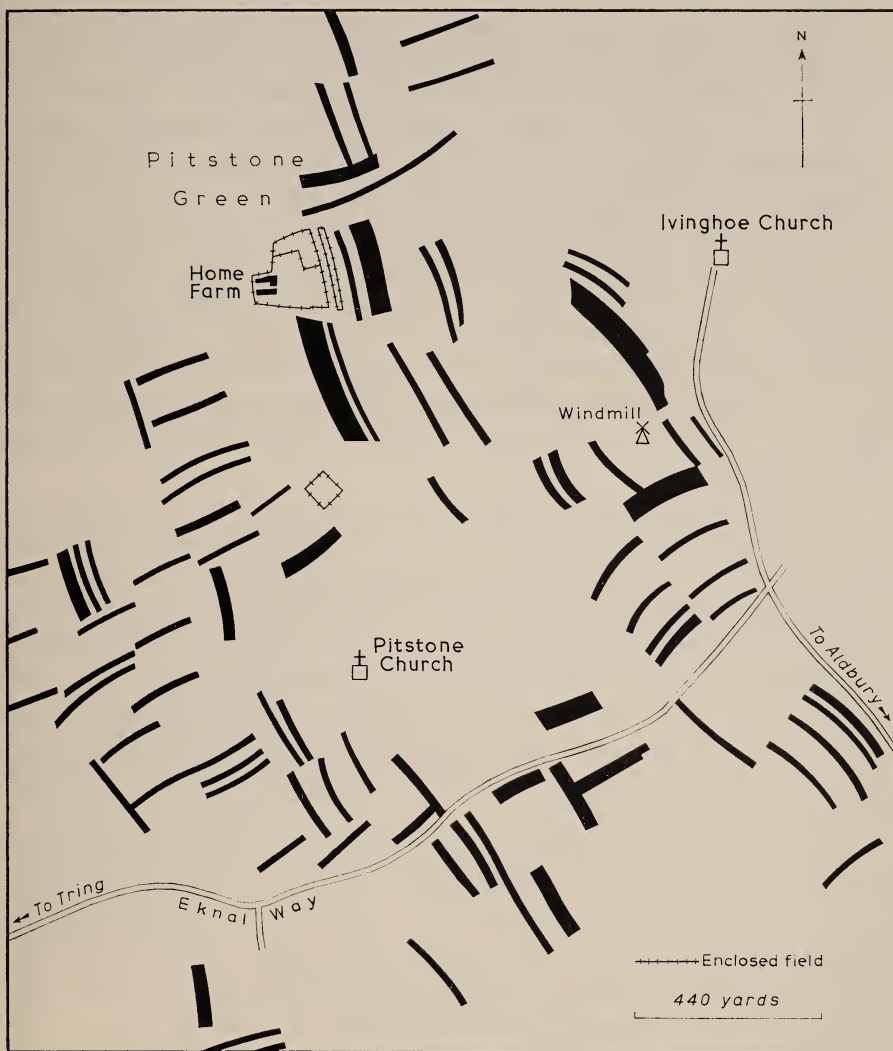 N
Pitstone
Green
Ivinghoe Church
Home
Farm
Windmill
Pitstone
Church
To Aldbury
To Tring
Eknal Way
Enclosed field
440 yards